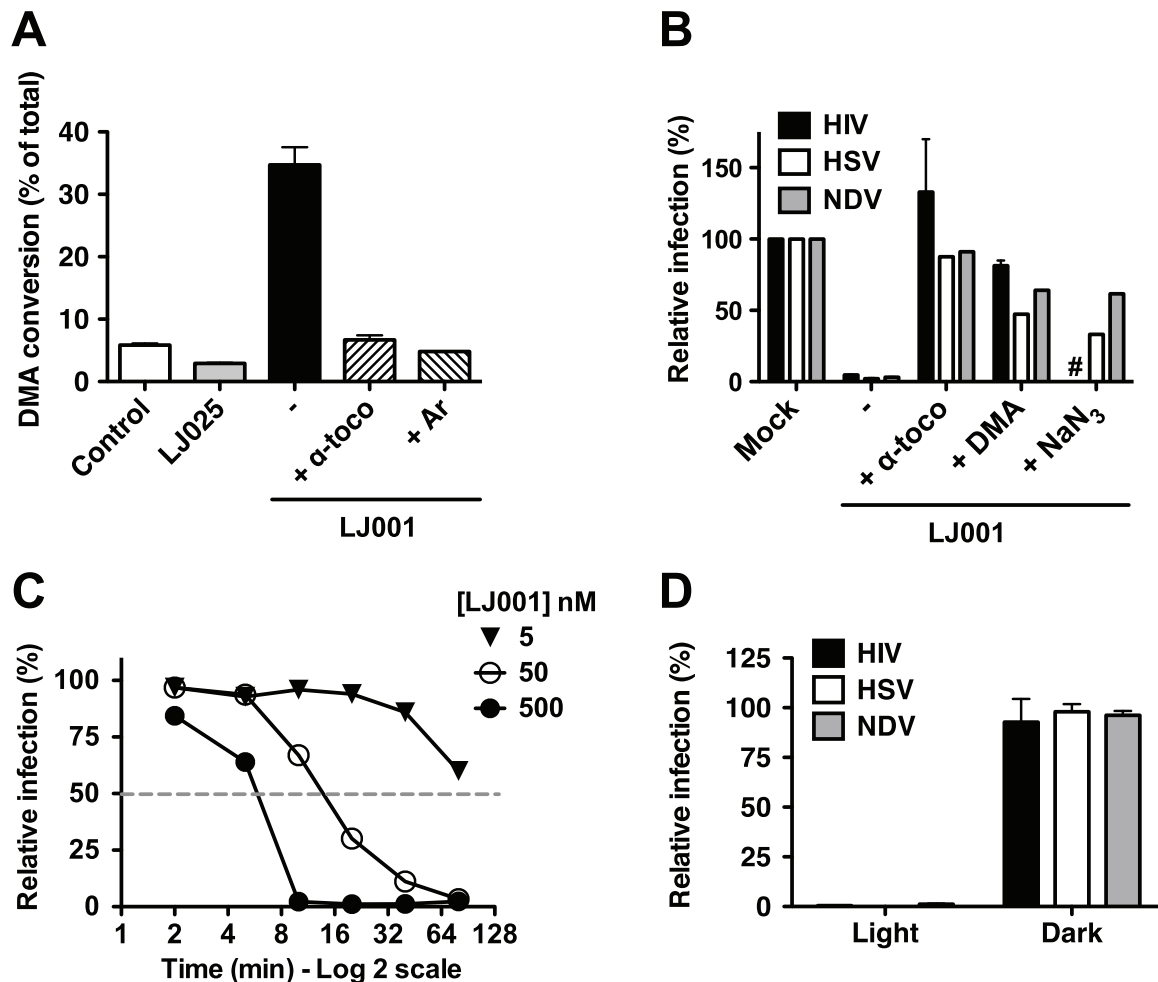 A
DMA conversion (% of total)
40
30
20
10
0
Control
LJ025
-
+ α-toco
+ Ar
LJ001
B
Relative infection (%)
HIV
HSV
NDV
150
100
50
0
#
Mock
-
+ α-toco
+ DMA
+ NaN3
LJ001
C
Relative infection (%)
[LJ001] nM
5
50
500
100
75
50
25
0
1 2 4 8 16 32 64 128
Time (min) - Log 2 scale
D
Relative infection (%)
HIV
HSV
NDV
125
100
75
50
25
0
Light Dark